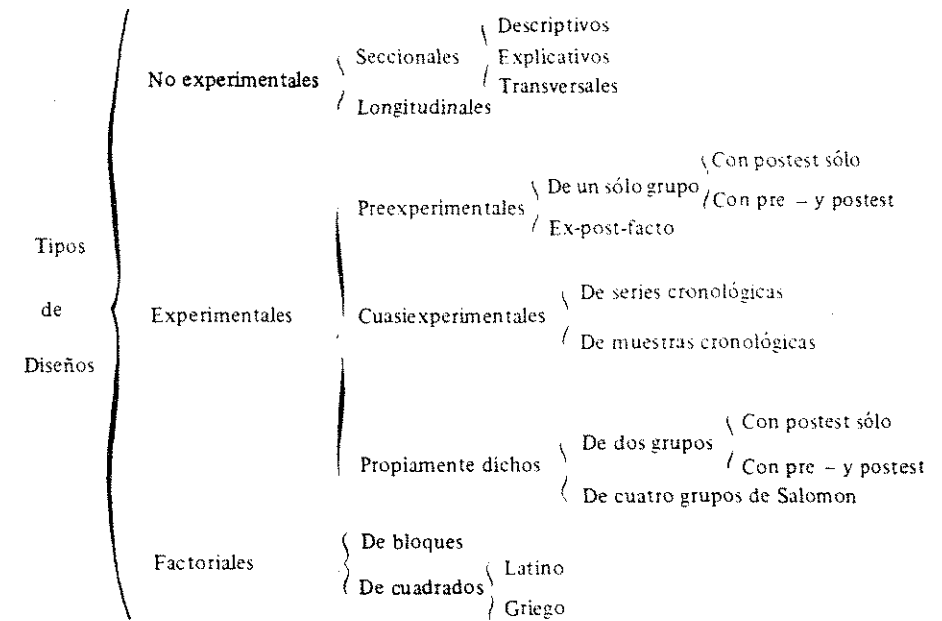 Tipos
de
Diseños
No experimentales
Seccionales
Descriptivos
Explicativos
Transversales
Longitudinales
Experimentales
Preexperimentales
De un sólo grupo
Con postest sólo
Con pre – y postest
Ex-post-facto
Cuasiexperimentales
De series cronológicas
De muestras cronológicas
Propiamente dichos
De dos grupos
Con postest sólo
Con pre – y postest
De cuatro grupos de Salomon
Factoriales
De bloques
De cuadrados
Latino
Griego